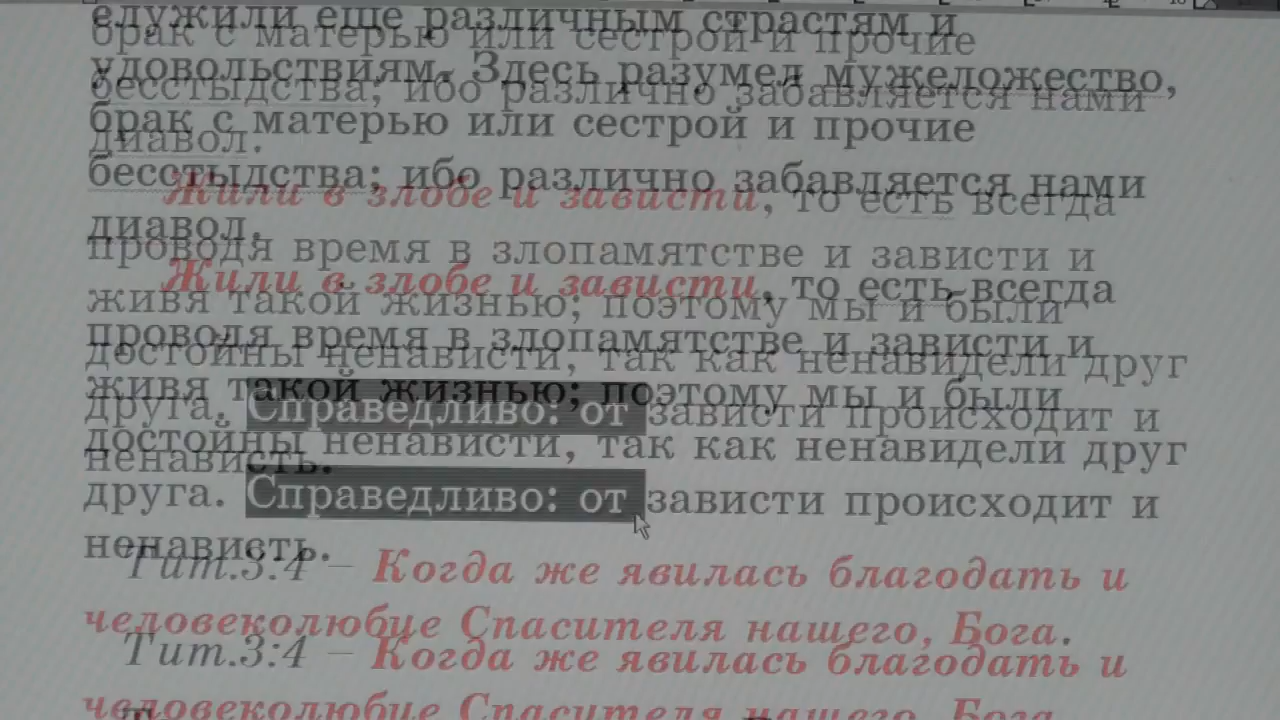 служили еще различным страстям и
удовольствиям. Здесь разумел мужеложество,
брак с матерью или сестрой и прочие
бесстыдства; ибо различно забавляется нами
диавол.
Жили в злобе и зависти, то есть всегда
проводя время в злопамятстве и зависти и
живя такой жизнью; поэтому мы и были
достойны ненависти, так как ненавидели друг
друга. Справедливо: от зависти происходит и
ненависть.
Тит.3:4 – Когда же явилась благодать и
человеколюбие Спасителя нашего, Бога.